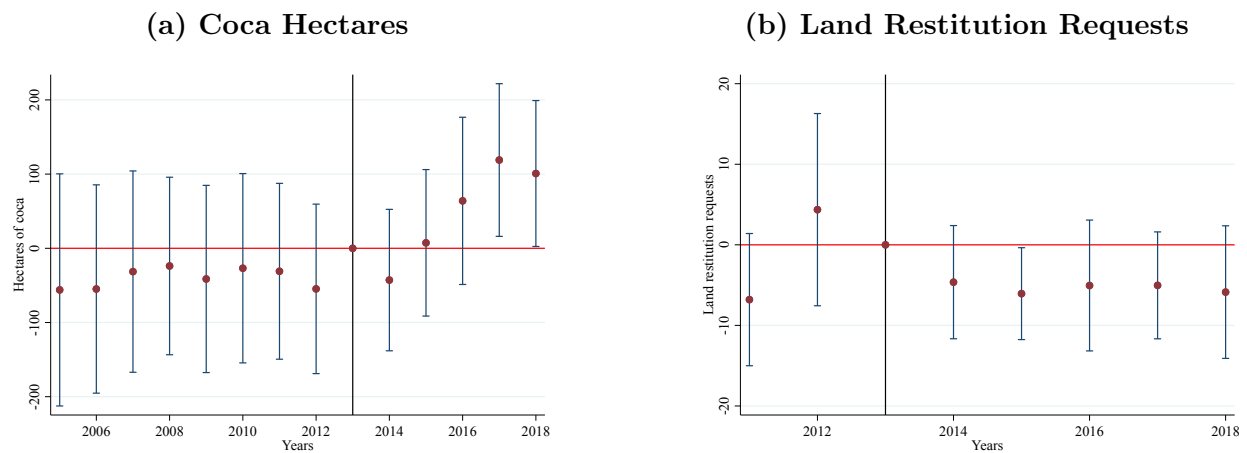 (a) Coca Hectares
Hectares of coca
200
100
0
-100
-200
2006 2008 2010 2012 2014 2016 2018
Years
(b) Land Restitution Requests
Land restitution requests
20
10
0
-10
-20
2012 2014 2016 2018
Years